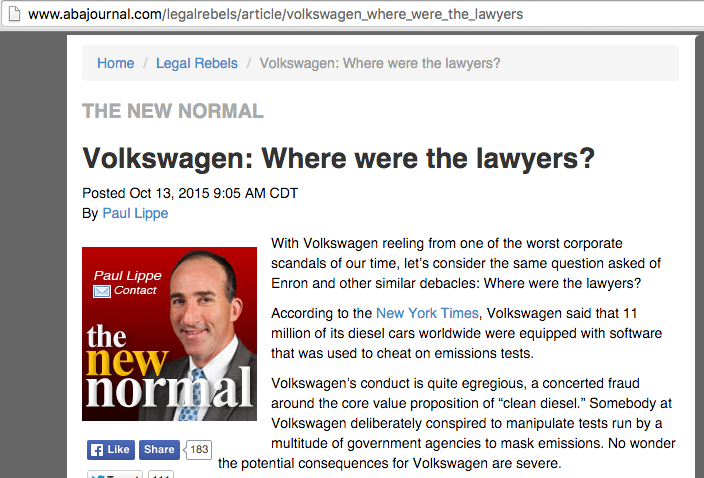 www.abajournal.com/legalrebels/article/volkswagen_where_were_the_lawyers
Home / Legal Rebels / Volkswagen: Where were the lawyers?
THE NEW NORMAL
Volkswagen: Where were the lawyers?
Posted Oct 13, 2015 9:05 AM CDT
By Paul Lippe
Paul Lippe
Contact
the
new
normal
With Volkswagen reeling from one of the worst corporate
scandals of our time, let’s consider the same question asked of
Enron and other similar debacles: Where were the lawyers?
According to the New York Times, Volkswagen said that 11
million of its diesel cars worldwide were equipped with software
that was used to cheat on emissions tests.
Volkswagen’s conduct is quite egregious, a concerted fraud
around the core value proposition of “clean diesel.” Somebody at
Volkswagen deliberately conspired to manipulate tests run by a
multitude of government agencies to mask emissions. No wonder
the potential consequences for Volkswagen are severe.
Like Share 183